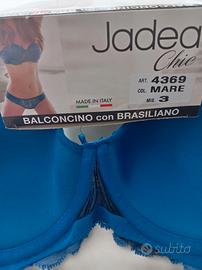 Jadea
Chic
ART. 4369
COL. MARE
MIS. 3
MADE IN ITALY
BALCONCINO con BRASILIANO
subito